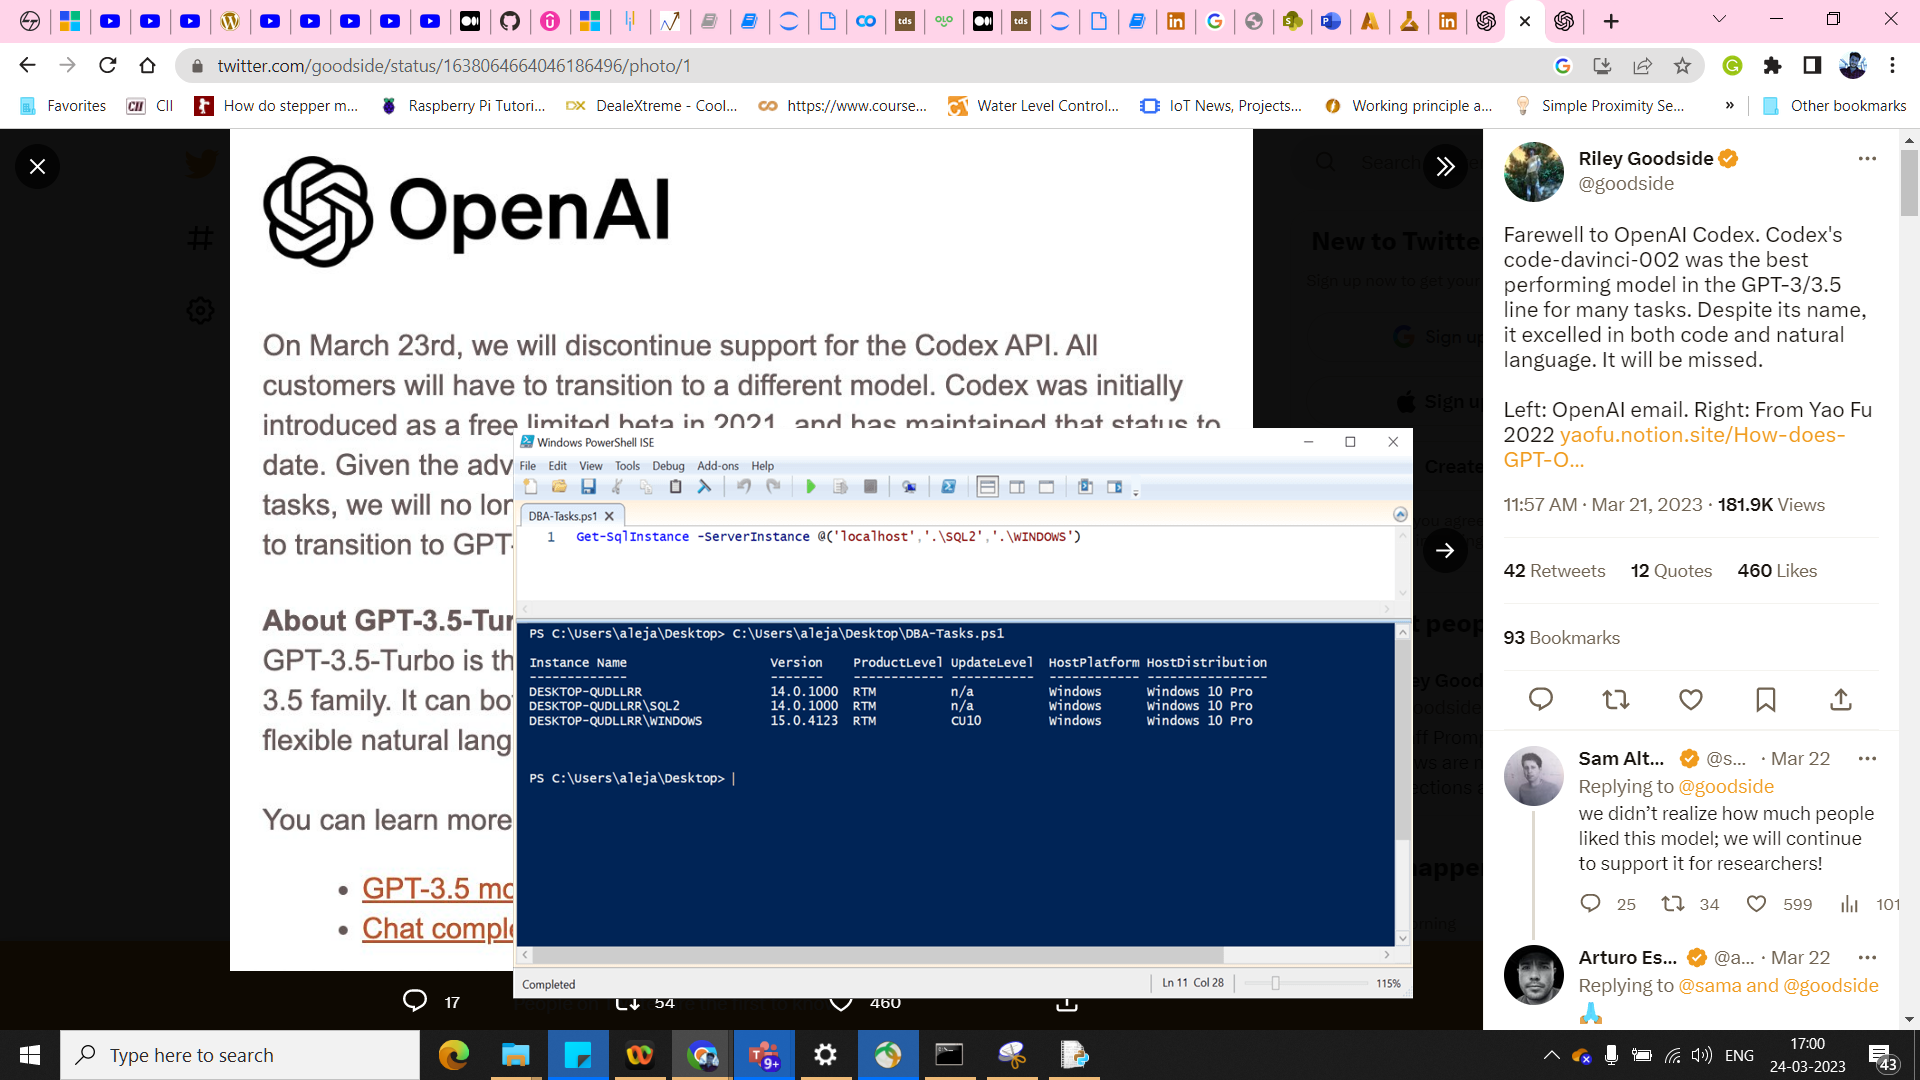 twitter.com/goodside/status/1638064664046186496/photo/1
Favorites
CII
How do stepper m...
Raspberry Pi Tutori...
DealeXtreme - Cool...
https://www.course...
Water Level Control...
IoT News, Projects...
Working principle a...
Simple Proximity Se...
»
Other bookmarks
OpenAI
On March 23rd, we will discontinue support for the Codex API. All
customers will have to transition to a different model. Codex was initially
introduced as a free limited beta in 2021, and has maintained that status to
date. Given the adv
tasks, we will no lon
to transition to GPT-
About GPT-3.5-Tur
GPT-3.5-Turbo is th
3.5 family. It can bo
flexible natural lang
You can learn more
GPT-3.5 mo
Chat comple
17
54
460
Windows PowerShell ISE
File Edit View Tools Debug Add-ons Help
DBA-Tasks.ps1
1 Get-SqlInstance -ServerInstance @('localhost','.\SQL2','.\WINDOWS')
PS C:\Users\aleja\Desktop> C:\Users\aleja\Desktop\DBA-Tasks.ps1
Instance Name Version ProductLevel UpdateLevel HostPlatform HostDistribution
------------- ------- ------------ ----------- ------------ ----------------
DESKTOP-QUDLLRR 14.0.1000 RTM n/a Windows Windows 10 Pro
DESKTOP-QUDLLRR\SQL2 14.0.1000 RTM n/a Windows Windows 10 Pro
DESKTOP-QUDLLRR\WINDOWS 15.0.4123 RTM CU10 Windows Windows 10 Pro
PS C:\Users\aleja\Desktop>
Completed
Ln 11 Col 28
115%
Search
New to Twitte
Sign up now to get your
Sign up
Sign u
Create
Riley Goodside
@goodside
Farewell to OpenAI Codex. Codex's
code-davinci-002 was the best
performing model in the GPT-3/3.5
line for many tasks. Despite its name,
it excelled in both code and natural
language. It will be missed.
Left: OpenAI email. Right: From Yao Fu
2022 yaofu.notion.site/How-does-
GPT-O...
11:57 AM · Mar 21, 2023 · 181.9K Views
42 Retweets 12 Quotes 460 Likes
93 Bookmarks
Sam Alt... @s... · Mar 22
Replying to @goodside
we didn’t realize how much people
liked this model; we will continue
to support it for researchers!
25 34 599 101
Arturo Es... @a... · Mar 22
Replying to @sama and @goodside
Type here to search
9+
ENG
17:00
24-03-2023
43